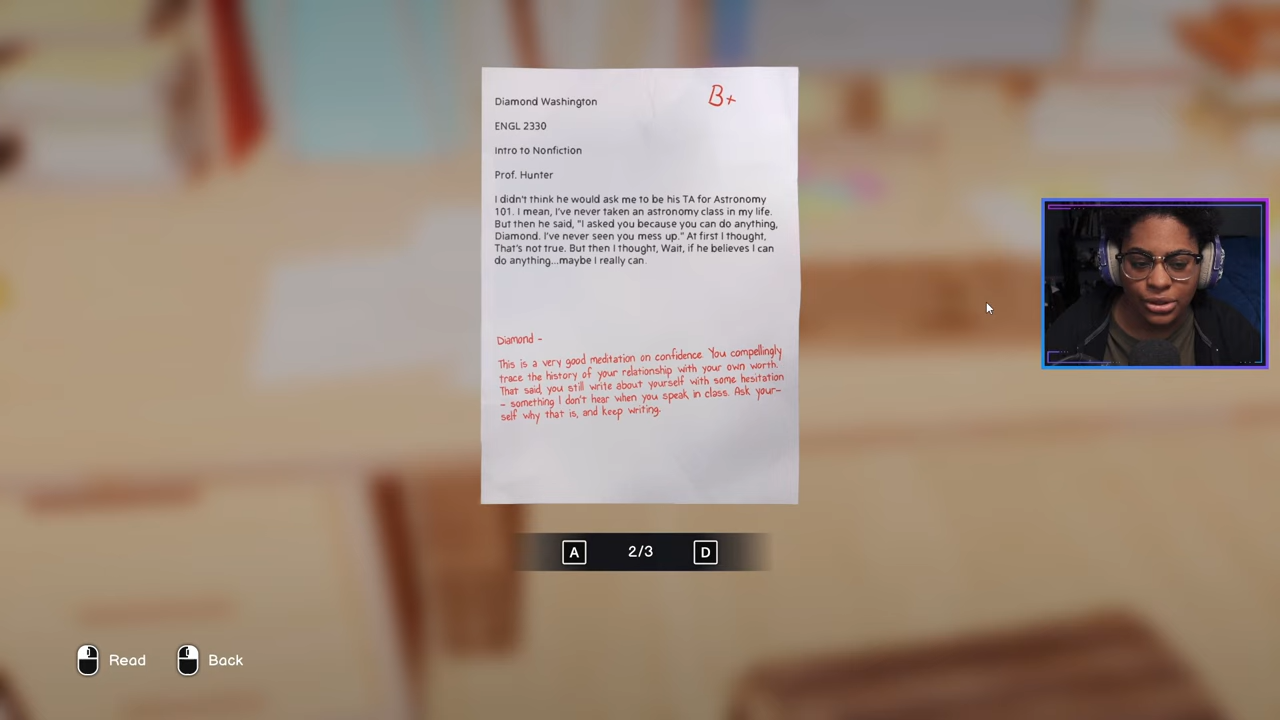 Diamond Washington
B+
ENGL 2330
Intro to Nonfiction
Prof. Hunter
I didn't think he would ask me to be his TA for Astronomy
101. I mean, I've never taken an astronomy class in my life.
But then he said, "I asked you because you can do anything,
Diamond. I've never seen you mess up." At first I thought,
That's not true. But then I thought, Wait, if he believes I can
do anything...maybe I really can.
Diamond -
This is a very good meditation on confidence. You compellingly
trace the history of your relationship with your own worth.
That said, you still write about yourself with some hesitation
- something I don't hear when you speak in class. Ask your-
self why that is, and keep writing.
A 2/3 D
Read Back